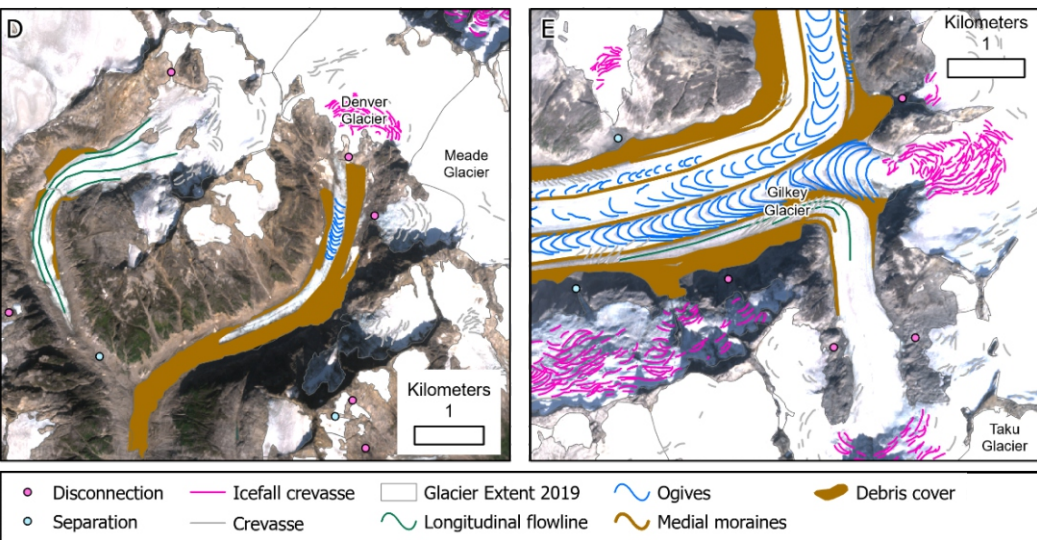 D
Denver
Glacier
Meade
Glacier
Kilometers
1
E
Kilometers
1
Gilkey
Glacier
Taku
Glacier
Disconnection
Icefall crevasse
Glacier Extent 2019
Ogives
Debris cover
Separation
Crevasse
Longitudinal flowline
Medial moraines